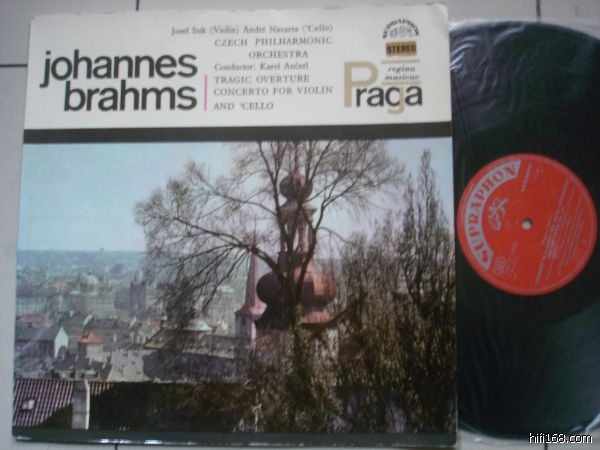 Josef Suk (Violin) André Navarra ('Cello)
CZECH PHILHARMONIC
ORCHESTRA
Conductor: Karel Ančerl
TRAGIC OVERTURE
CONCERTO FOR VIOLIN
AND 'CELLO
johannes
brahms
SUPRAPHON
STEREO
regina
musicae
Praga
SUPRAPHON
hifi168.com